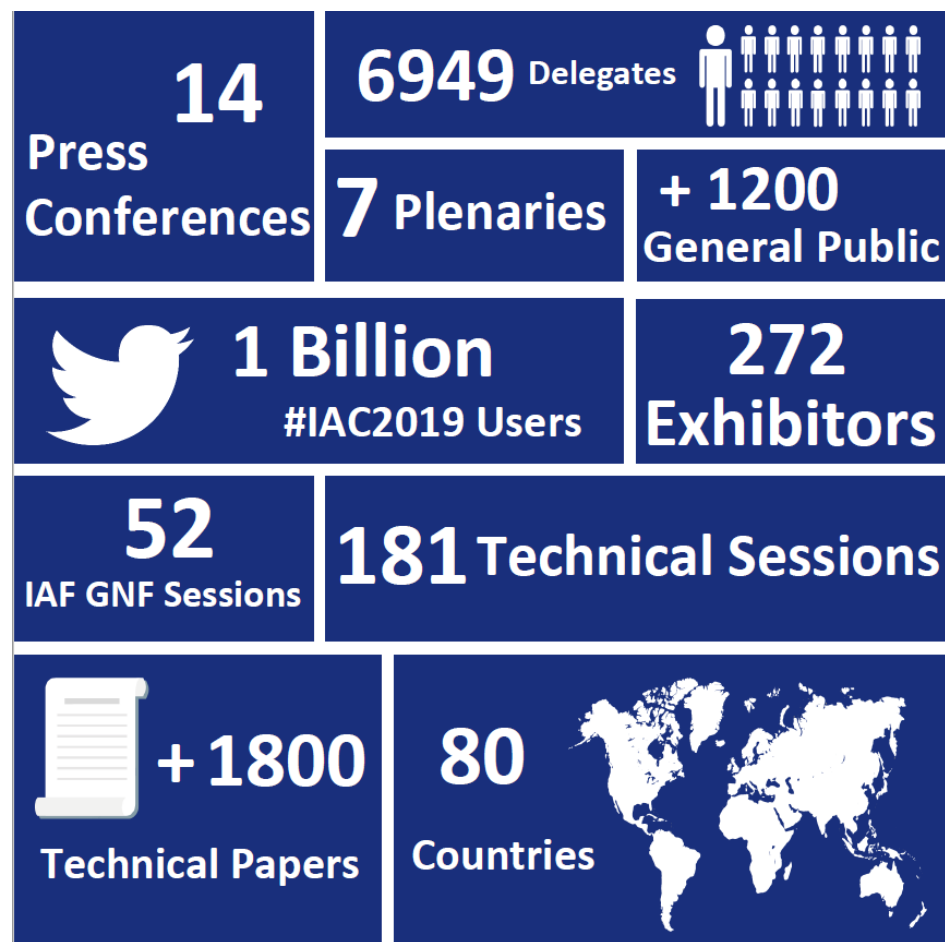 14
Press
Conferences
6949 Delegates
7 Plenaries
+ 1200
General Public
1 Billion
#IAC2019 Users
272
Exhibitors
52
IAF GNF Sessions
181 Technical Sessions
+ 1800
Technical Papers
80
Countries